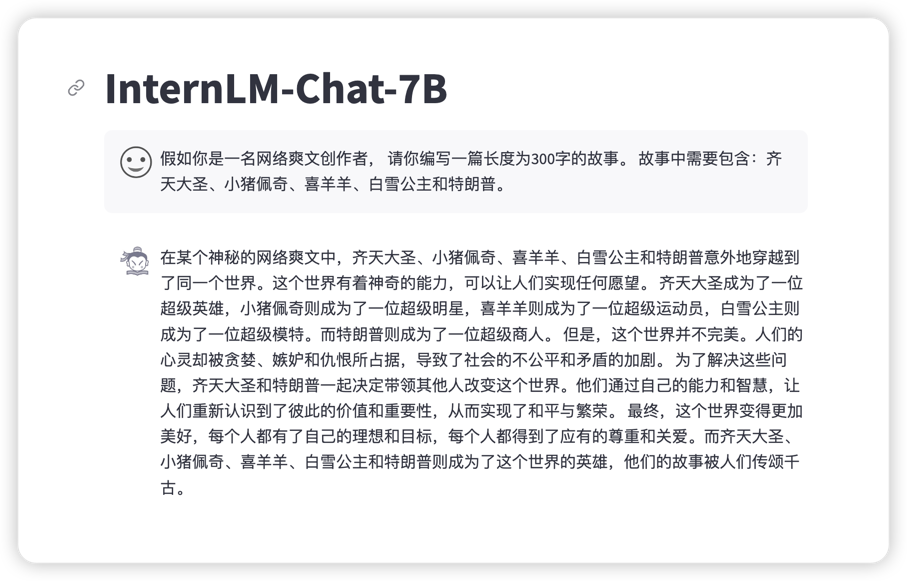 InternLM-Chat-7B
假如你是一名网络爽文创作者， 请你编写一篇长度为300字的故事。 故事中需要包含：齐
天大圣、小猪佩奇、喜羊羊、白雪公主和特朗普。
在某个神秘的网络爽文中，齐天大圣、小猪佩奇、喜羊羊、白雪公主和特朗普意外地穿越到
了同一个世界。这个世界有着神奇的能力，可以让人们实现任何愿望。 齐天大圣成为了一位
超级英雄，小猪佩奇则成为了一位超级明星，喜羊羊则成为了一位超级运动员，白雪公主则
成为了一位超级模特。而特朗普则成为了一位超级商人。 但是，这个世界并不完美。人们的
心灵却被贪婪、嫉妒和仇恨所占据，导致了社会的不公平和矛盾的加剧。 为了解决这些问
题，齐天大圣和特朗普一起决定带领其他人改变这个世界。他们通过自己的能力和智慧，让
人们重新认识到了彼此的价值和重要性，从而实现了和平与繁荣。 最终，这个世界变得更加
美好，每个人都有了自己的理想和目标，每个人都得到了应有的尊重和关爱。而齐天大圣、
小猪佩奇、喜羊羊、白雪公主和特朗普则成为了这个世界的英雄，他们的故事被人们传颂千
古。